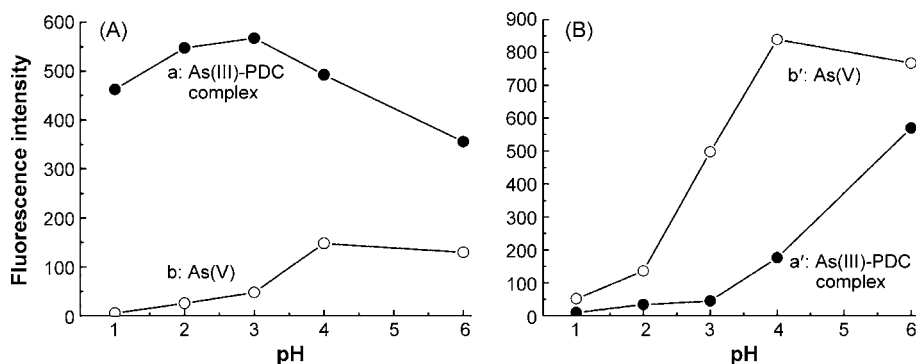 (A)
600
500
400
300
200
100
0
Fluorescence intensity
a: As(III)-PDC
complex
b: As(V)
1 2 3 4 5 6
pH
(B)
900
800
700
600
500
400
300
200
100
0
b′: As(V)
a′: As(III)-PDC
complex
1 2 3 4 5 6
pH